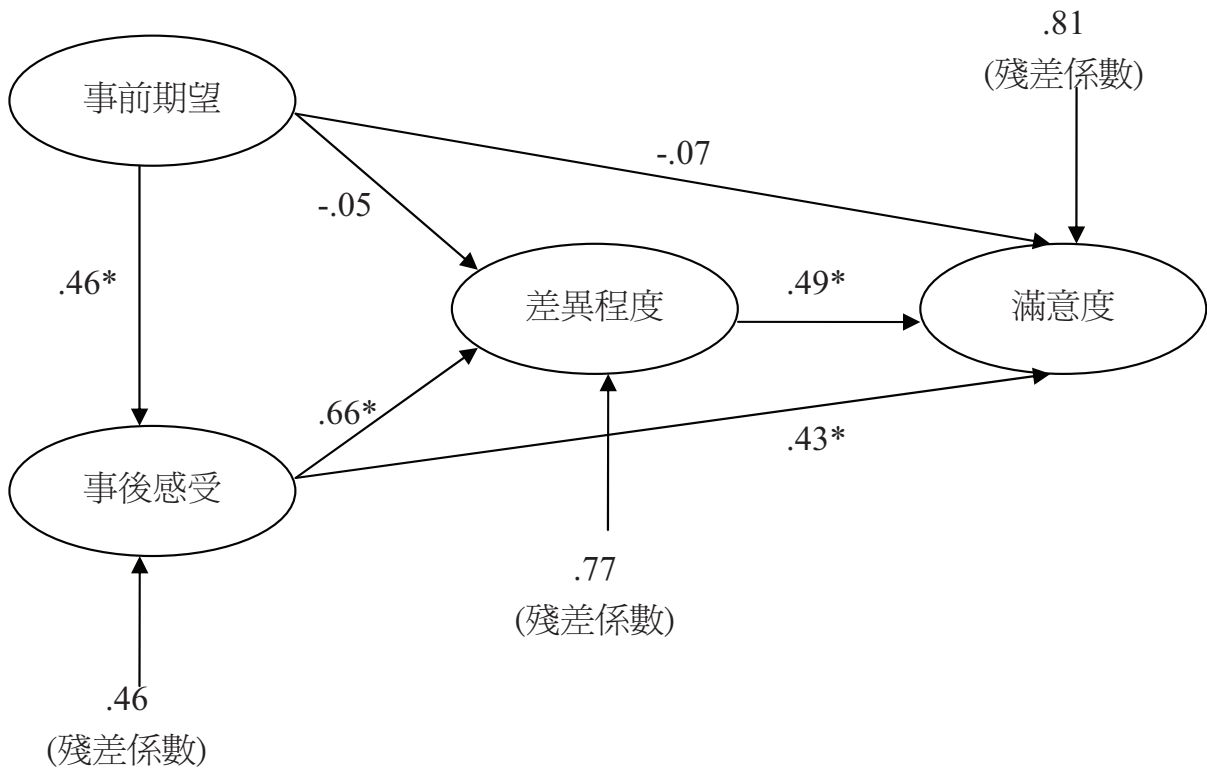 .81
(殘差係數)
事前期望
-.07
-.05
.46*
差異程度
.49*
滿意度
.66*
.43*
事後感受
.77
(殘差係數)
.46
(殘差係數)